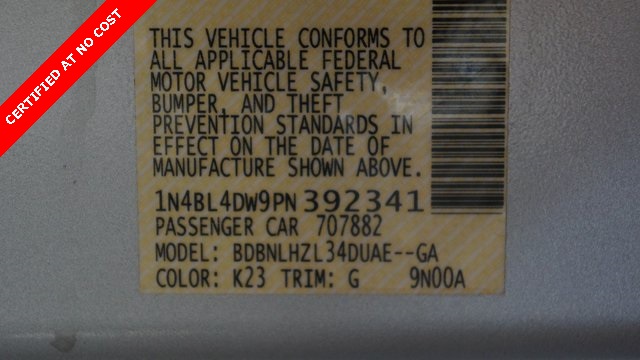 CERTIFIED AT NO COST
THIS VEHICLE CONFORMS TO
ALL APPLICABLE FEDERAL
MOTOR VEHICLE SAFETY,
BUMPER, AND THEFT
PREVENTION STANDARDS IN
EFFECT ON THE DATE OF
MANUFACTURE SHOWN ABOVE.
1N4BL4DW9PN392341
PASSENGER CAR 707882
MODEL: BDBNLHZL34DUAE--GA
COLOR: K23 TRIM: G 9N00A